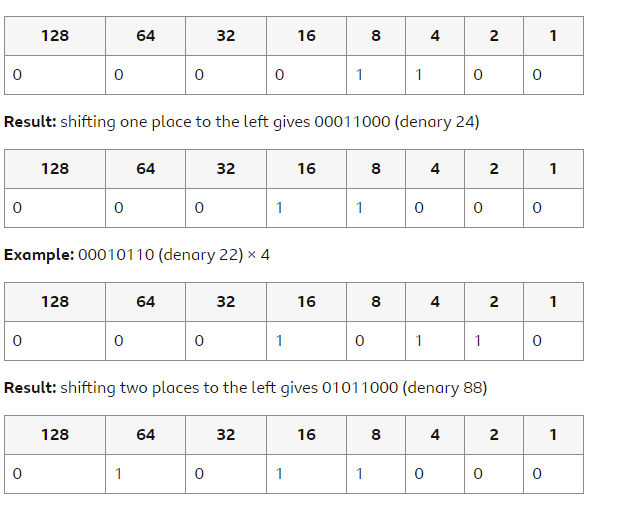 128 64 32 16 8 4 2 1
0 0 0 0 1 1 0 0
Result: shifting one place to the left gives 00011000 (denary 24)
128 64 32 16 8 4 2 1
0 0 0 1 1 0 0 0
Example: 00010110 (denary 22) × 4
128 64 32 16 8 4 2 1
0 0 0 1 0 1 1 0
Result: shifting two places to the left gives 01011000 (denary 88)
128 64 32 16 8 4 2 1
0 1 0 1 1 0 0 0